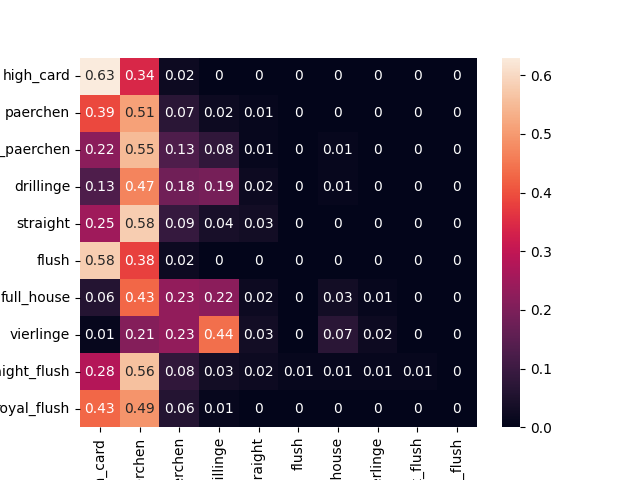 high_card 0.63 0.34 0.02 0 0 0 0 0 0 0
paerchen 0.39 0.51 0.07 0.02 0.01 0 0 0 0 0
_paerchen 0.22 0.55 0.13 0.08 0.01 0 0.01 0 0 0
drillinge 0.13 0.47 0.18 0.19 0.02 0 0.01 0 0 0
straight 0.25 0.58 0.09 0.04 0.03 0 0 0 0 0
flush 0.58 0.38 0.02 0 0 0 0 0 0 0
full_house 0.06 0.43 0.23 0.22 0.02 0 0.03 0.01 0 0
vierlinge 0.01 0.21 0.23 0.44 0.03 0 0.07 0.02 0 0
ight_flush 0.28 0.56 0.08 0.03 0.02 0.01 0.01 0.01 0.01 0
oyal_flush 0.43 0.49 0.06 0.01 0 0 0 0 0 0
_card
rchen
erchen
illinge
raight
flush
house
erlinge
_flush
_flush
0.6
0.5
0.4
0.3
0.2
0.1
0.0